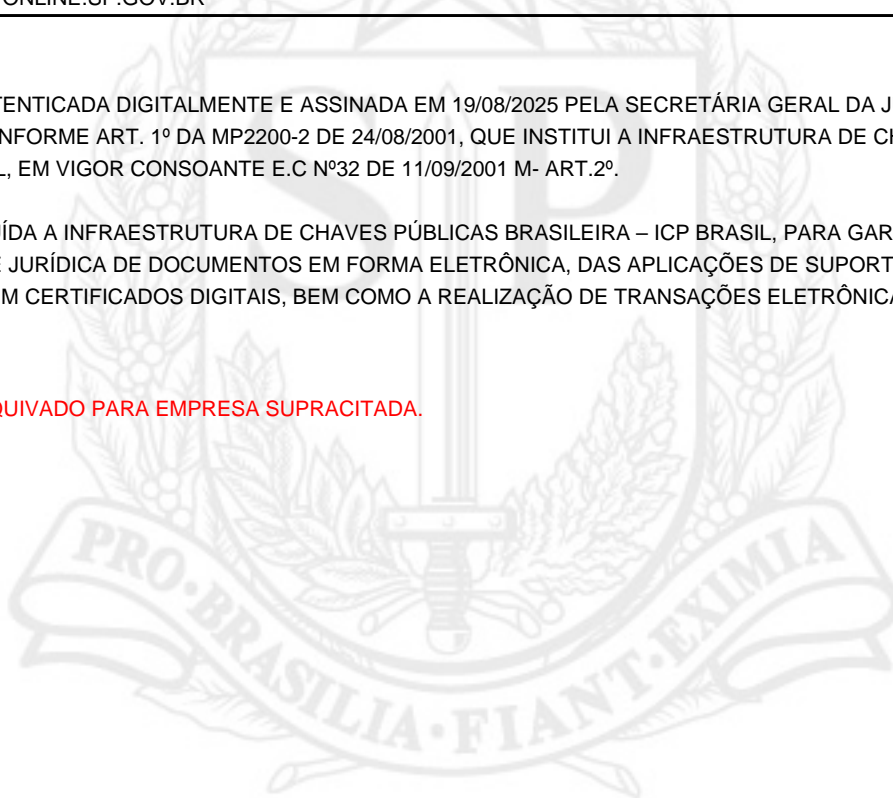 ONLINE.SP.GOV.BR
TENTICADA DIGITALMENTE E ASSINADA EM 19/08/2025 PELA SECRETÁRIA GERAL DA J
NFORME ART. 1º DA MP2200-2 DE 24/08/2001, QUE INSTITUI A INFRAESTRUTURA DE CH
L, EM VIGOR CONSOANTE E.C Nº32 DE 11/09/2001 M- ART.2º.
ÍDA A INFRAESTRUTURA DE CHAVES PÚBLICAS BRASILEIRA – ICP BRASIL, PARA GAR
E JURÍDICA DE DOCUMENTOS EM FORMA ELETRÔNICA, DAS APLICAÇÕES DE SUPORT
M CERTIFICADOS DIGITAIS, BEM COMO A REALIZAÇÃO DE TRANSAÇÕES ELETRÔNICA
QUIVADO PARA EMPRESA SUPRACITADA.
SP
PRO·BRASILIA·FIANT·EXIMIA